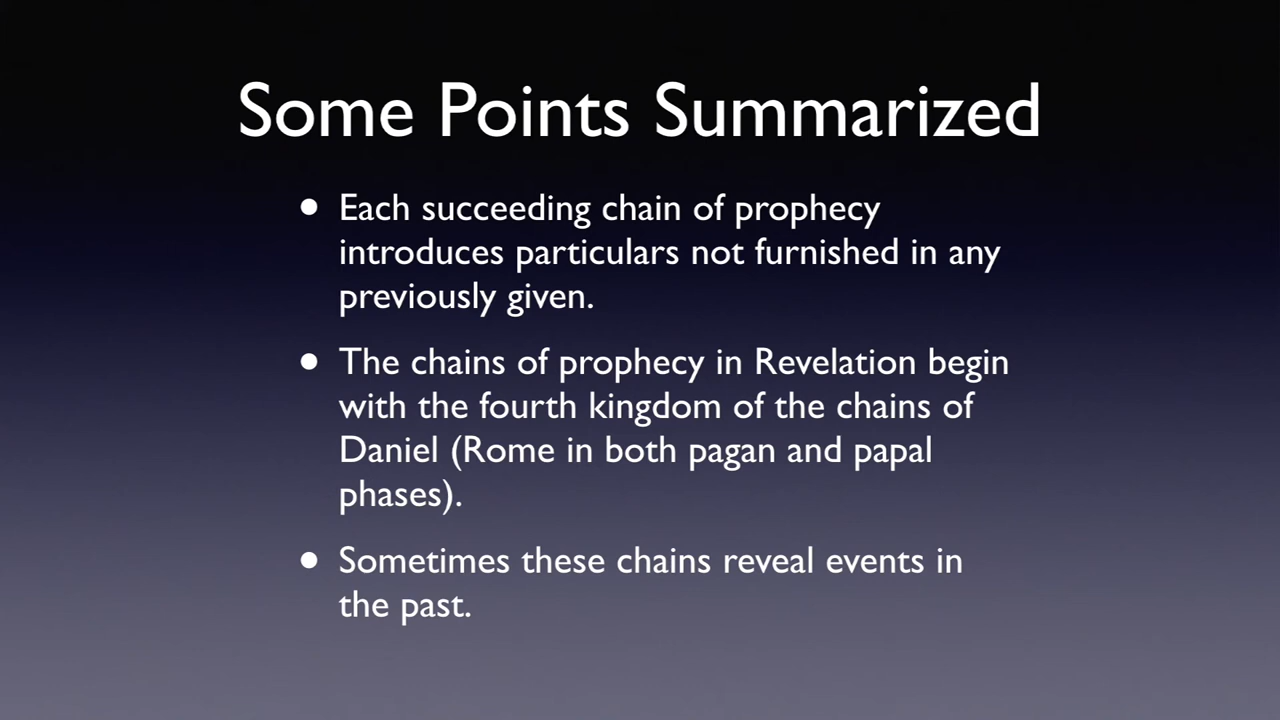 Some Points Summarized
• Each succeeding chain of prophecy
introduces particulars not furnished in any
previously given.
• The chains of prophecy in Revelation begin
with the fourth kingdom of the chains of
Daniel (Rome in both pagan and papal
phases).
• Sometimes these chains reveal events in
the past.